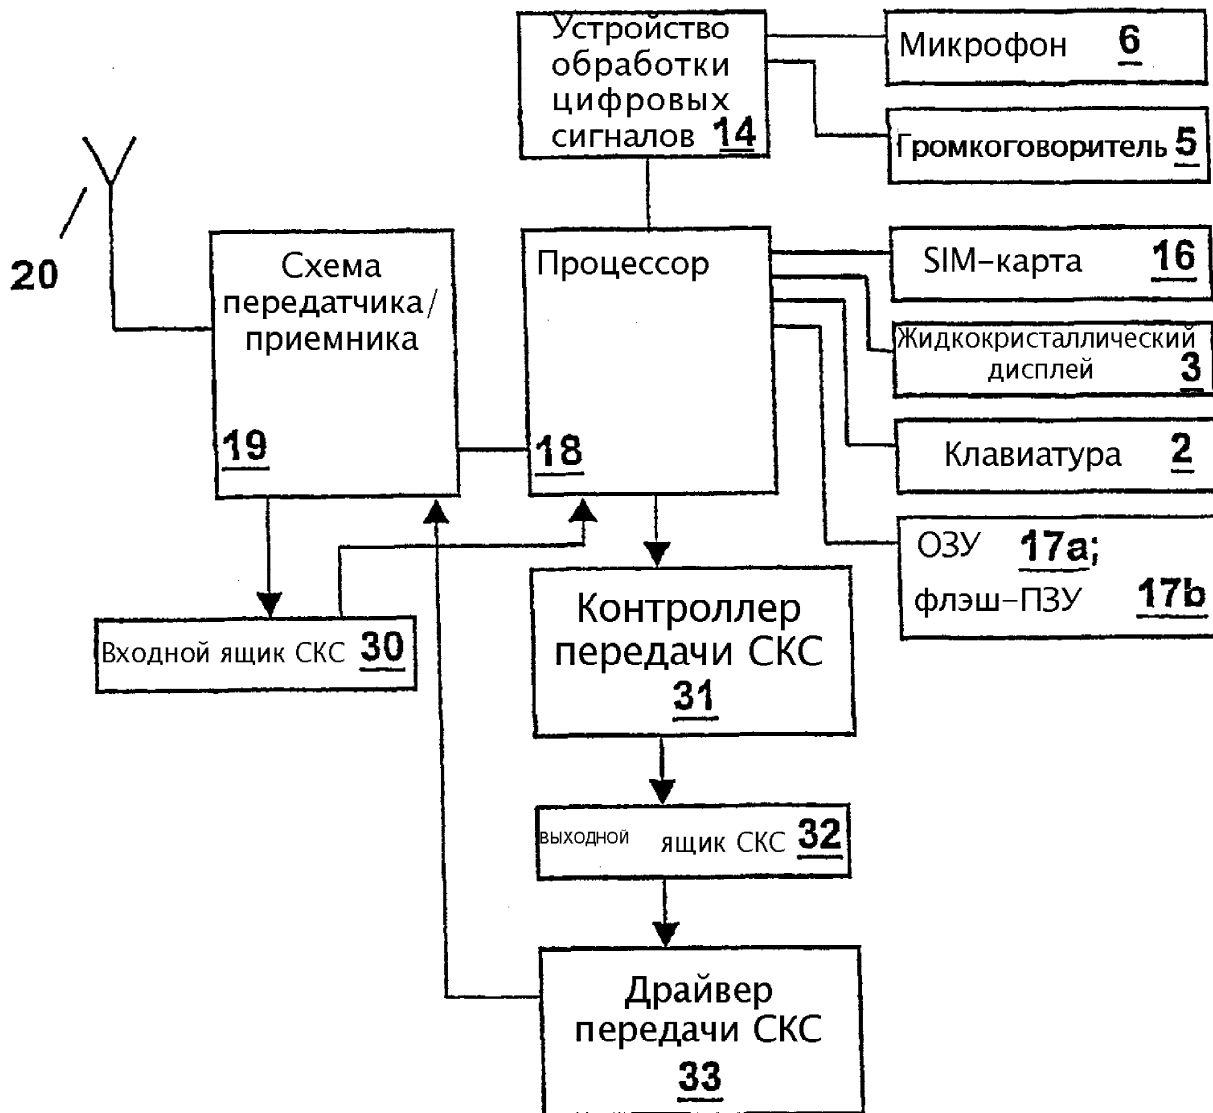 Устройство
обработки
цифровых
сигналов 14
Микрофон 6
Громкоговоритель 5
20
Схема
передатчика/
приемника
19
Процессор
18
SIM-карта 16
Жидкокристаллический
дисплей 3
Клавиатура 2
ОЗУ 17a;
флэш-ПЗУ 17b
Входной ящик СКС 30
Контроллер
передачи СКС
31
выходной ящик СКС 32
Драйвер
передачи СКС
33